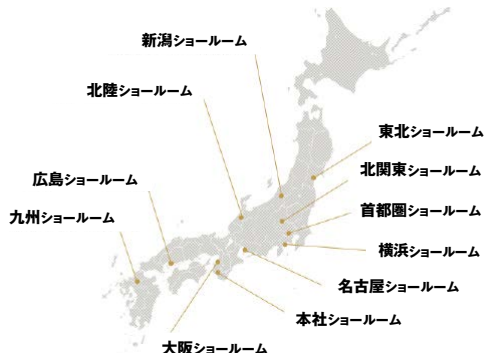 新潟ショールーム
北陸ショールーム
東北ショールーム
北関東ショールーム
広島ショールーム
首都圏ショールーム
九州ショールーム
横浜ショールーム
名古屋ショールーム
本社ショールーム
大阪ショールーム